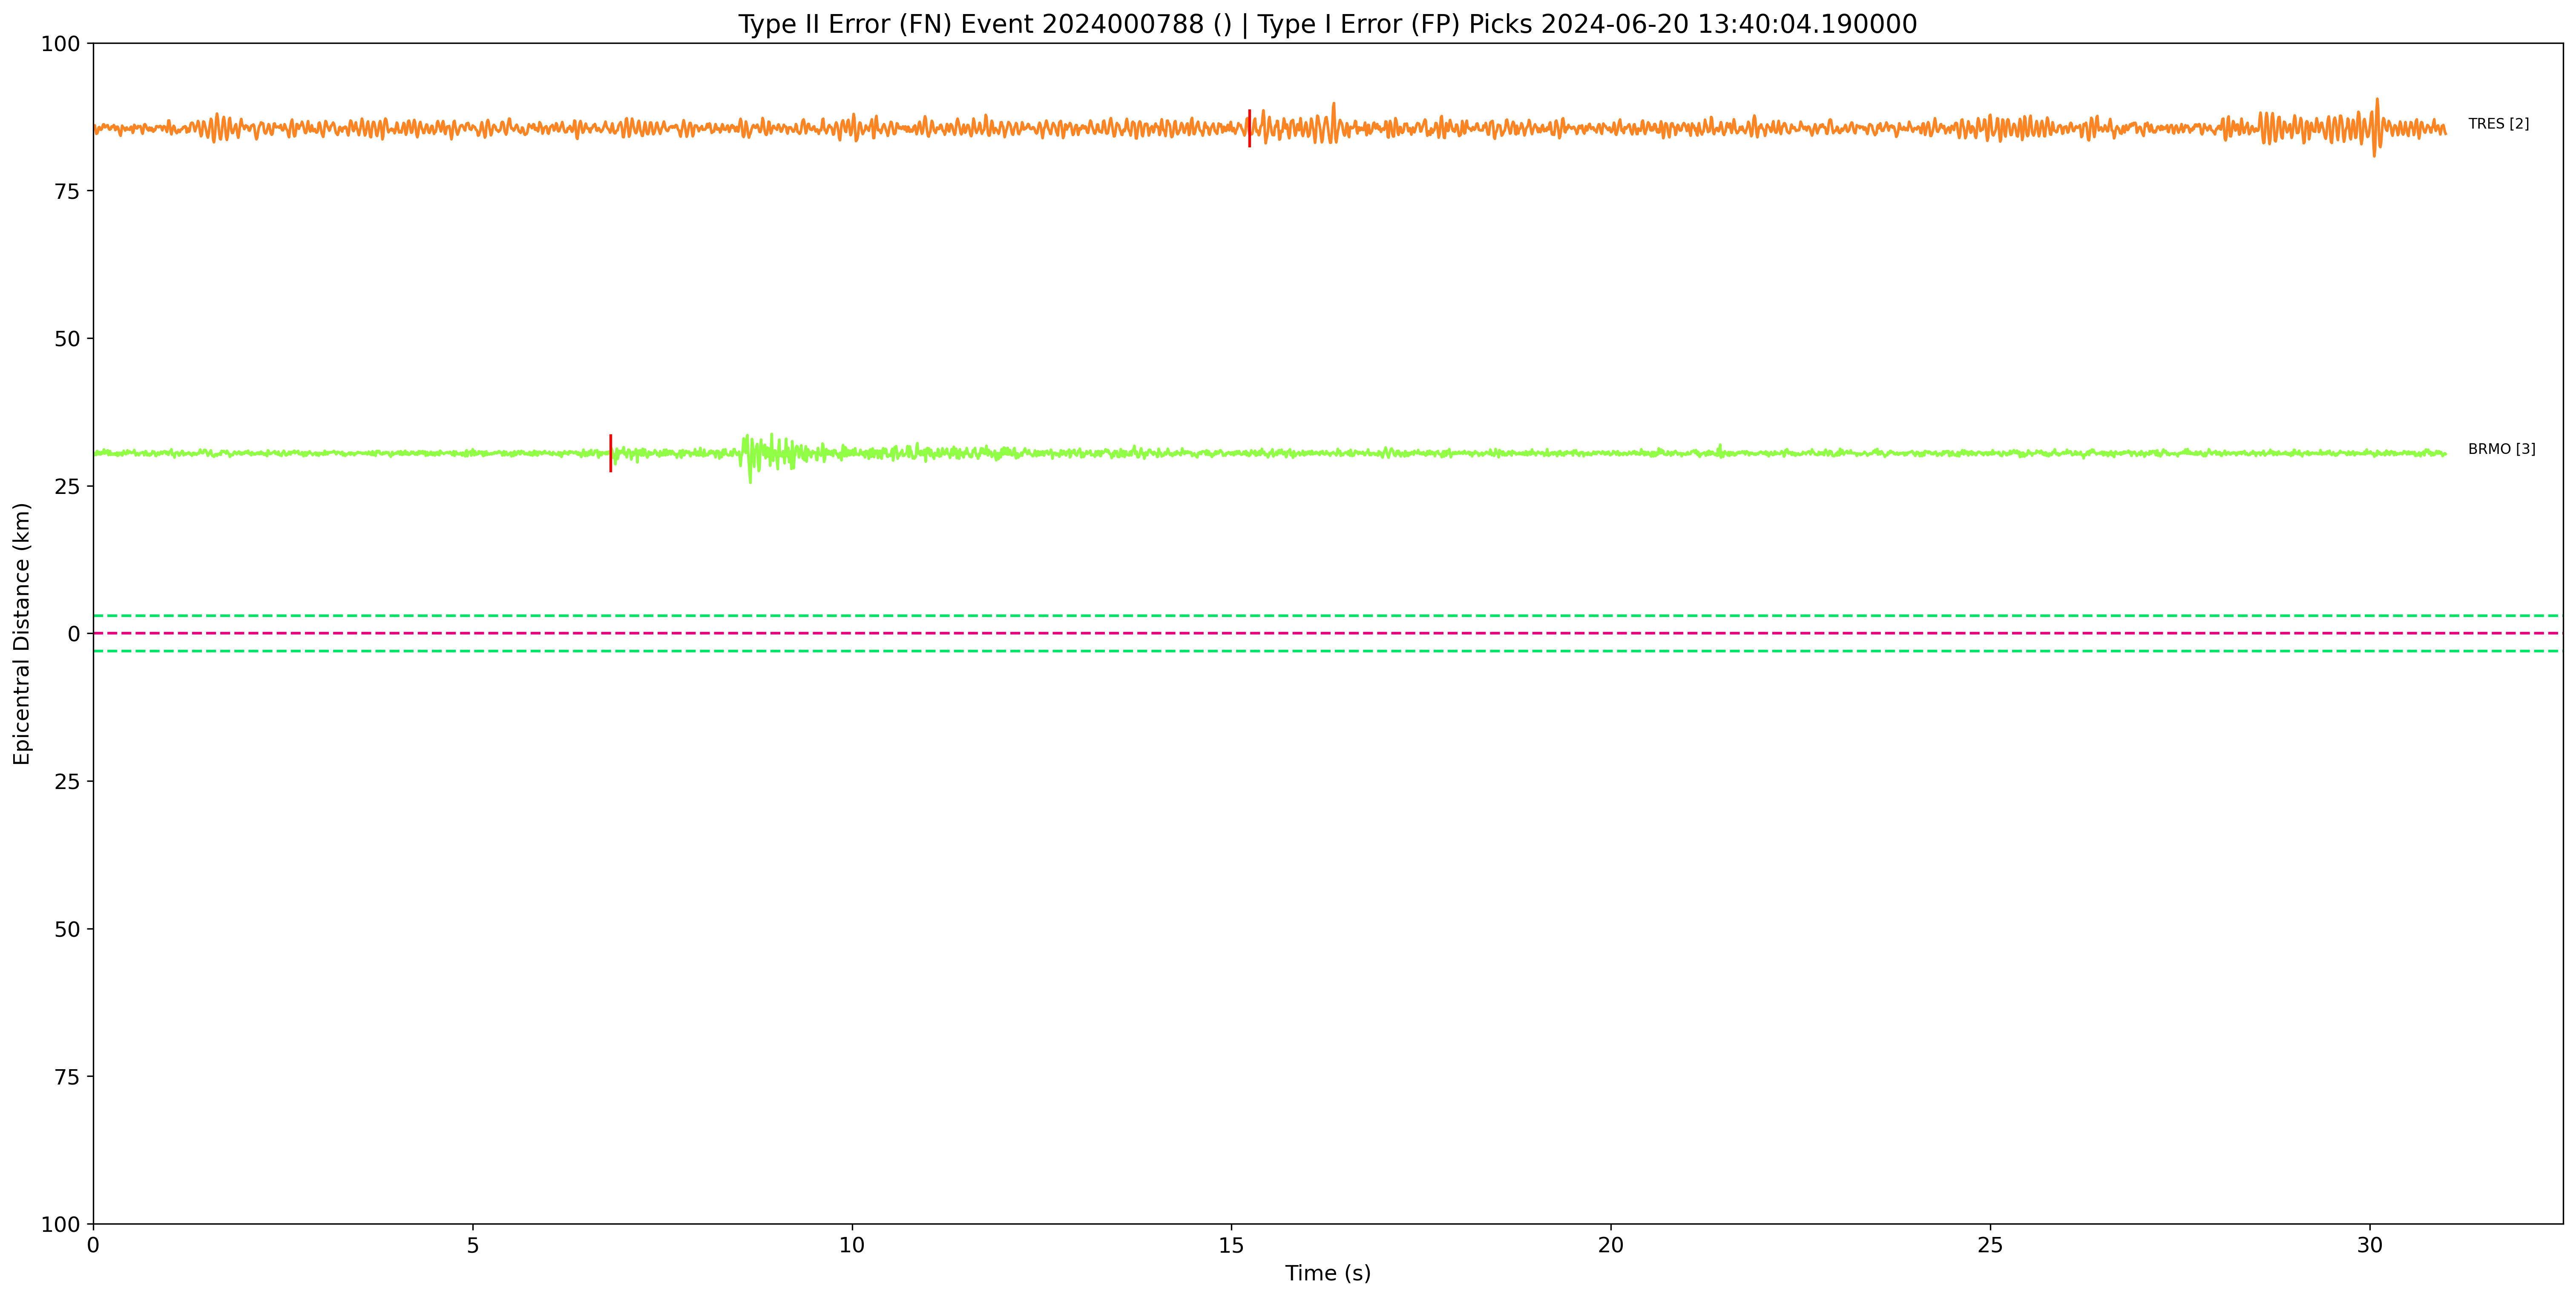 Type II Error (FN) Event 2024000788 () | Type I Error (FP) Picks 2024-06-20 13:40:04.190000
100
75
50
25
0
25
50
75
100
Epicentral Distance (km)
TRES [2]
BRMO [3]
0 5 10 15 20 25 30
Time (s)